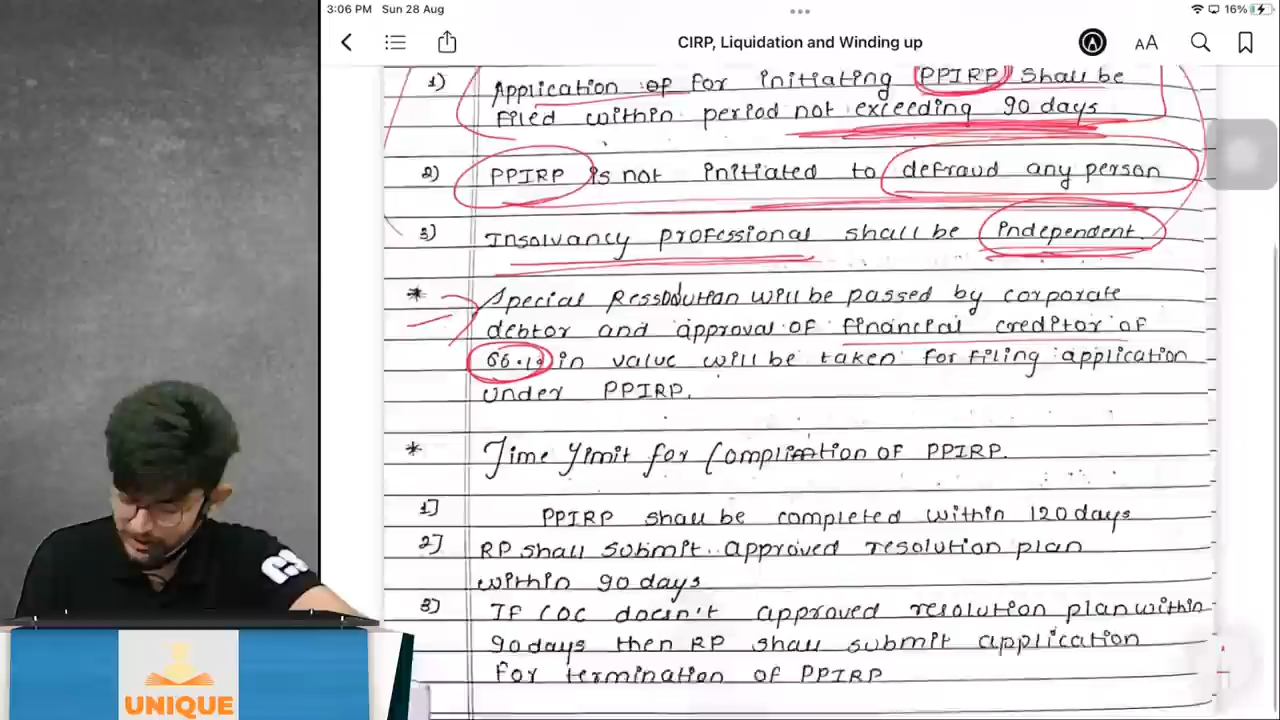 3:06 PM Sun 28 Aug
16%
CIRP, Liquidation and Winding up
AA
1) Application of for initiating PPIRP shall be
filed within period not exceeding 90 days
2) PPIRP is not initiated to defraud any person
3) Insolvancy professional shall be independent.
* Special Ressolution will be passed by corporate
debtor and approval of financial creditor of
66% in value will be taken for filing application
under PPIRP.
* Time Limit for Complition of PPIRP.
1] PPIRP shall be completed within 120 days
2] RP shall submit approved resolution plan
within 90 days
3) If COC doesn't approved resolution plan within
90 days then RP shall submit application
for termination of PPIRP
UNIQUE